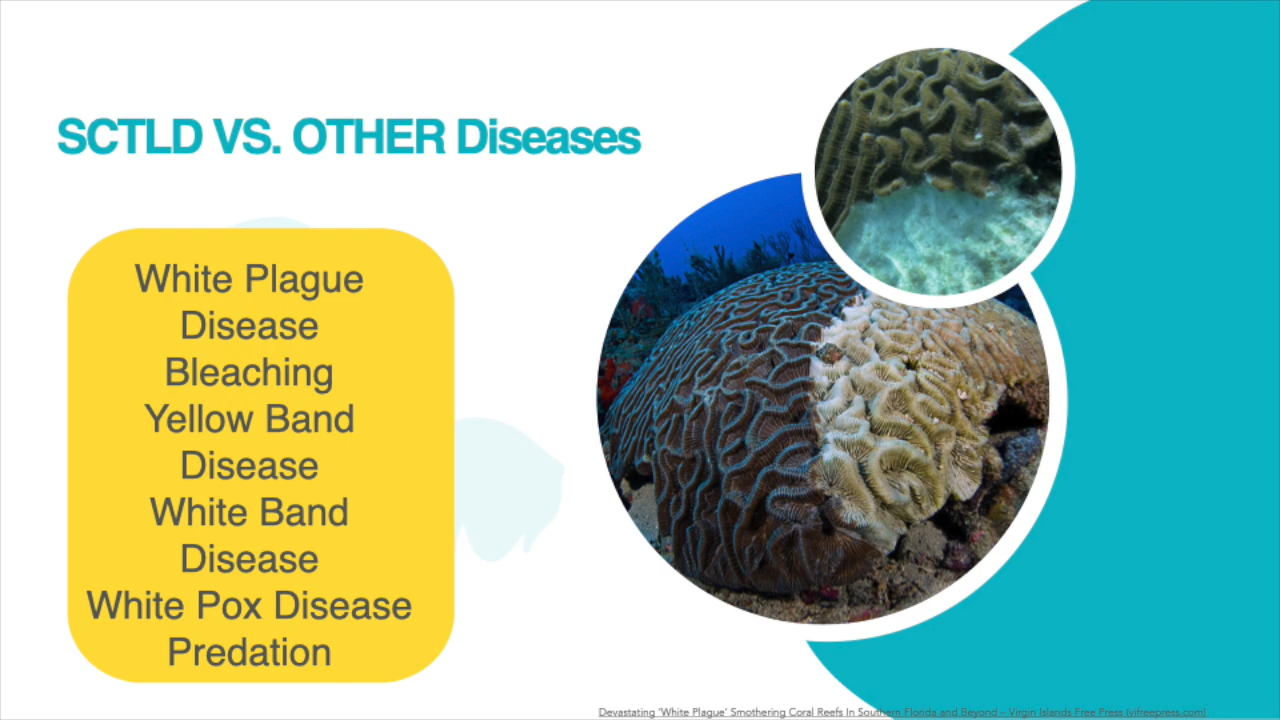 SCTLD VS. OTHER Diseases
White Plague
Disease
Bleaching
Yellow Band
Disease
White Band
Disease
White Pox Disease
Predation
Devastating 'White Plague' Smothering Coral Reefs In Southern Florida and Beyond – Virgin Islands Free Press (vifreepress.com)